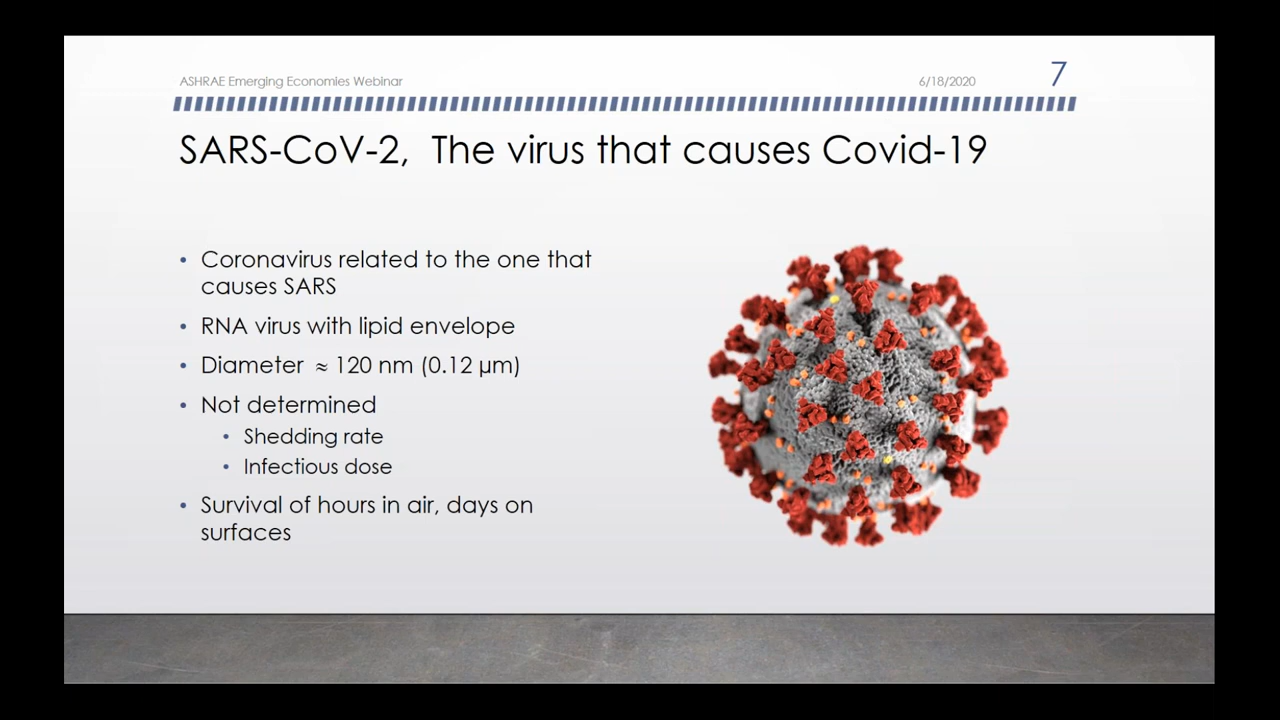 ASHRAE Emerging Economies Webinar 6/18/2020 7
SARS-CoV-2, The virus that causes Covid-19
• Coronavirus related to the one that
causes SARS
• RNA virus with lipid envelope
• Diameter ≈ 120 nm (0.12 µm)
• Not determined
• Shedding rate
• Infectious dose
• Survival of hours in air, days on
surfaces